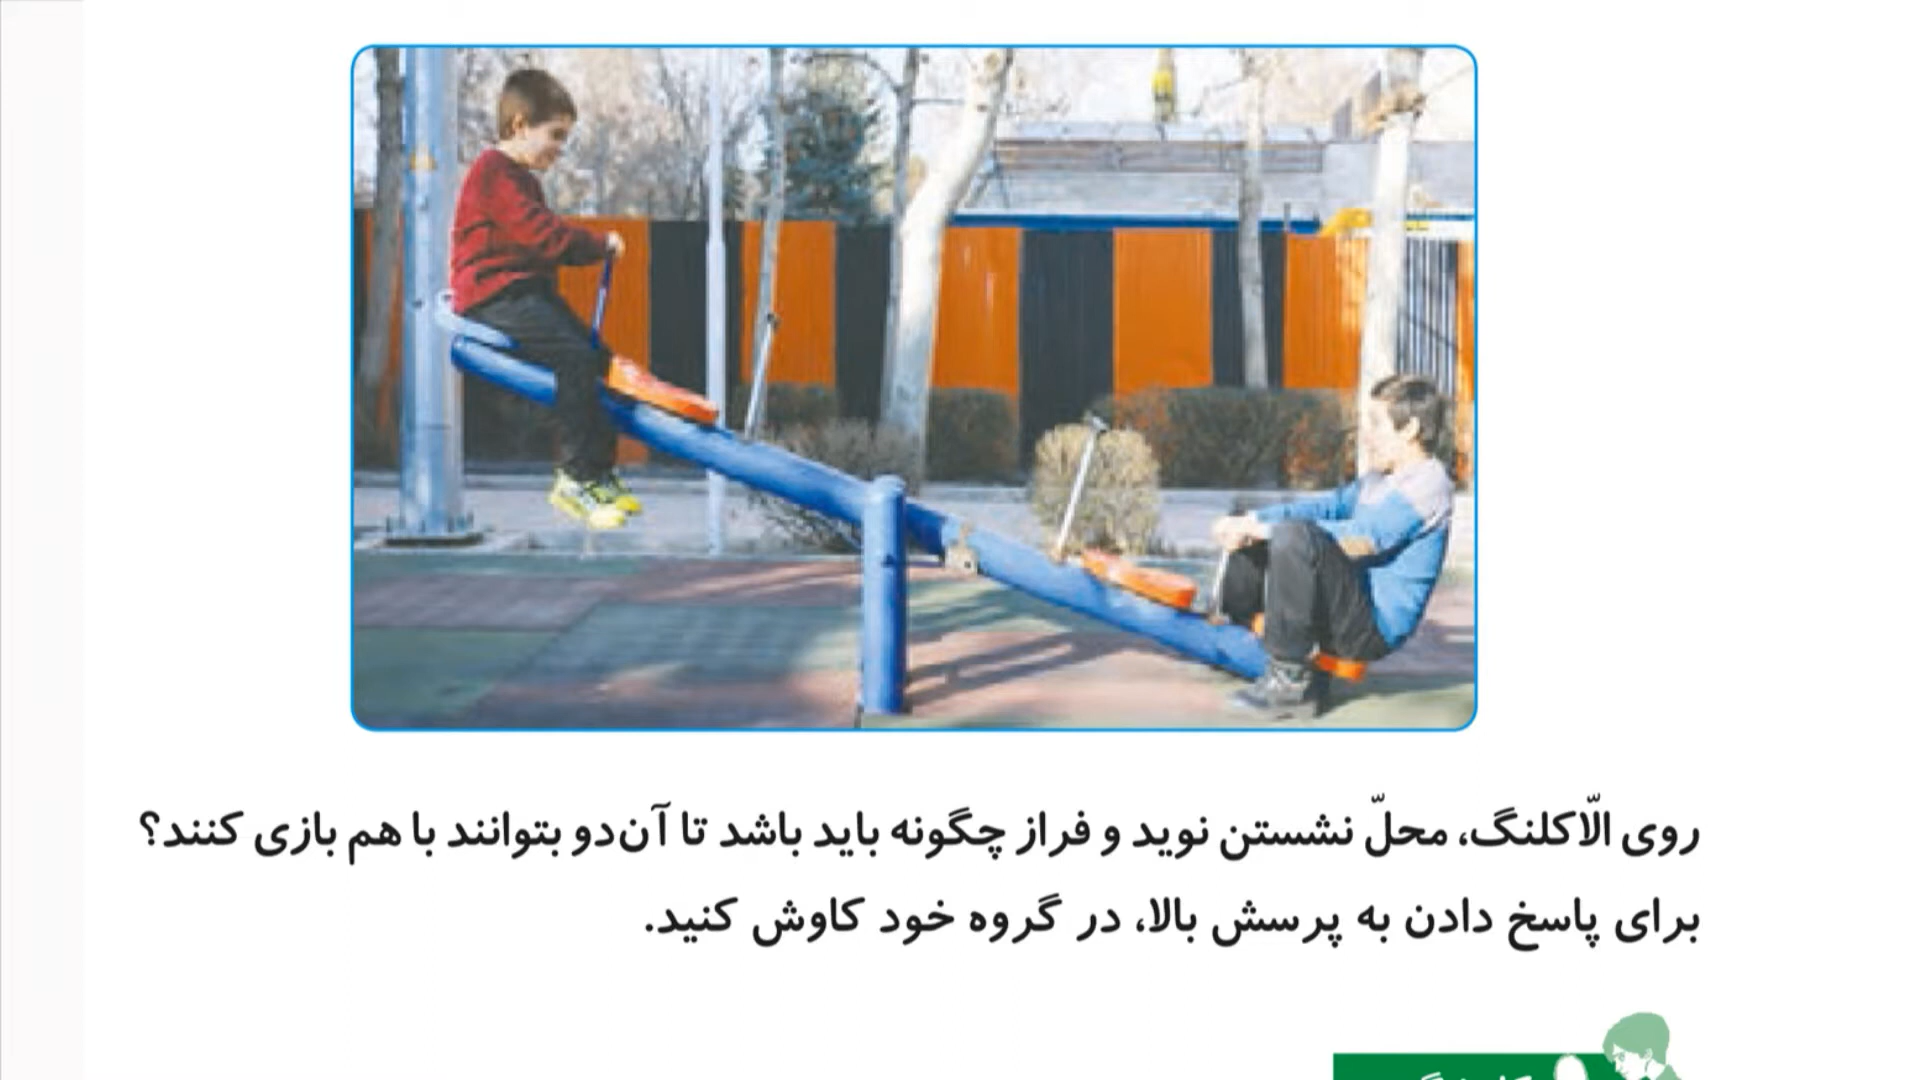 روی الّاکلنگ، محلّ نشستن نوید و فراز چگونه باید باشد تا آن‌دو بتوانند با هم بازی کنند؟
برای پاسخ دادن به پرسش بالا، در گروه خود کاوش کنید.